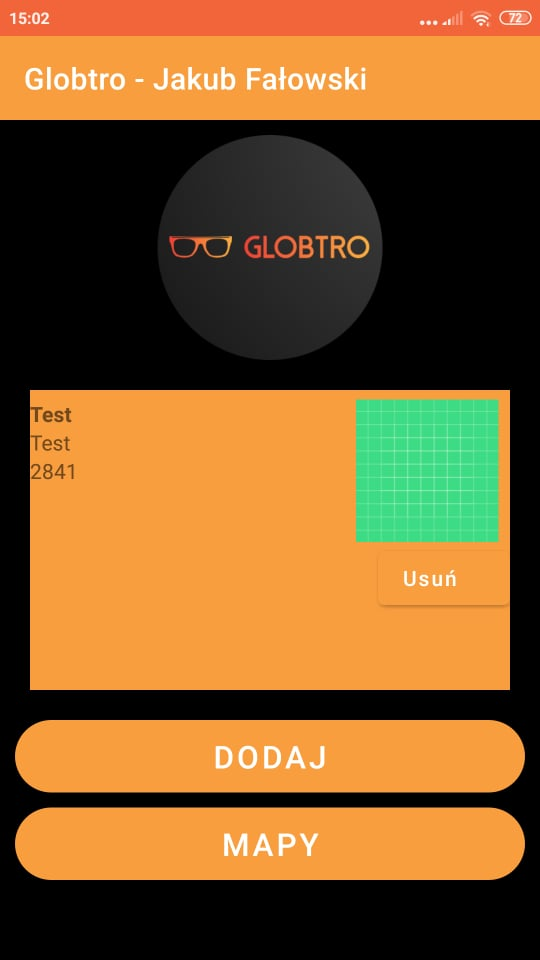 15:02
72
Globtro - Jakub Fałowski
GLOBTRO
Test
Test
2841
Usuń
DODAJ
MAPY